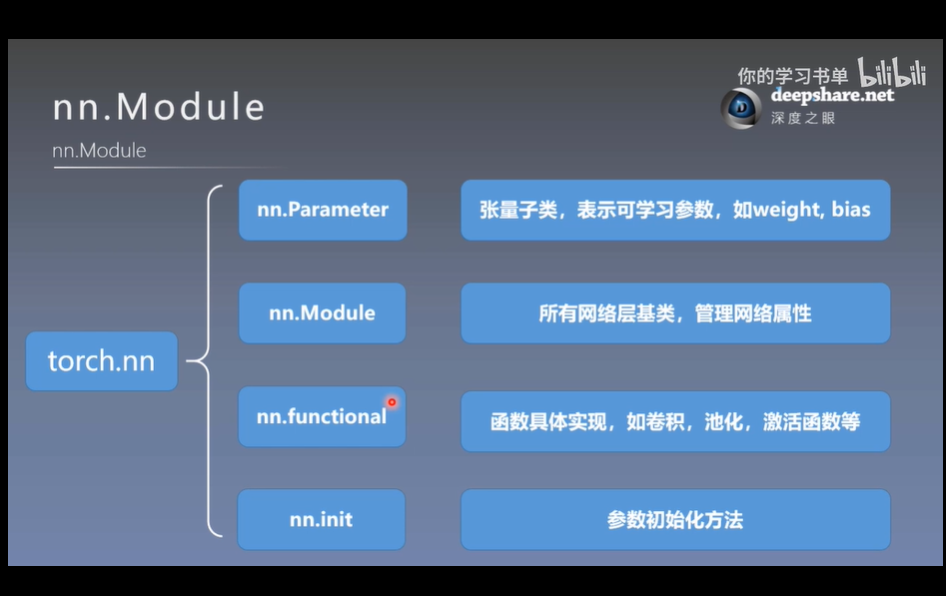 你的学习书单 bilibili
deepshare.net
深度之眼
nn.Module
nn.Module
torch.nn
nn.Parameter
张量子类，表示可学习参数，如weight, bias
nn.Module
所有网络层基类，管理网络属性
nn.functional
函数具体实现，如卷积，池化，激活函数等
nn.init
参数初始化方法